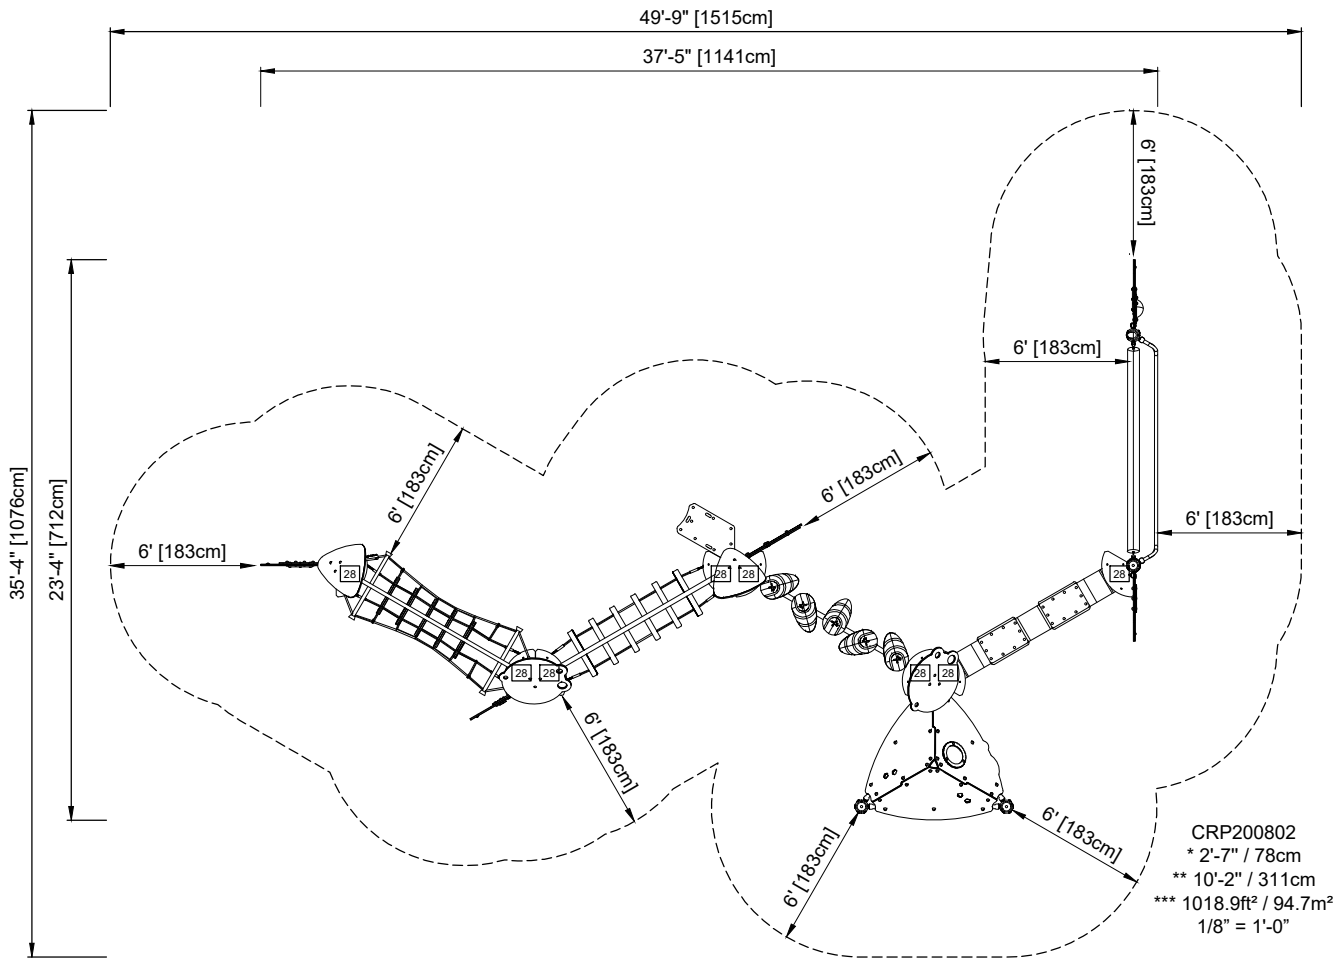 49'-9" [1515cm]
37'-5" [1141cm]
6' [183cm]
6' [183cm]
6' [183cm]
6' [183cm]
35'-4" [1076cm]
23'-4" [712cm]
6' [183cm]
6' [183cm]
28
28 28
28
28 28
28 28
6' [183cm]
6' [183cm]
6' [183cm]
CRP200802
* 2'-7" / 78cm
** 10'-2" / 311cm
*** 1018.9ft² / 94.7m²
1/8” = 1'-0”